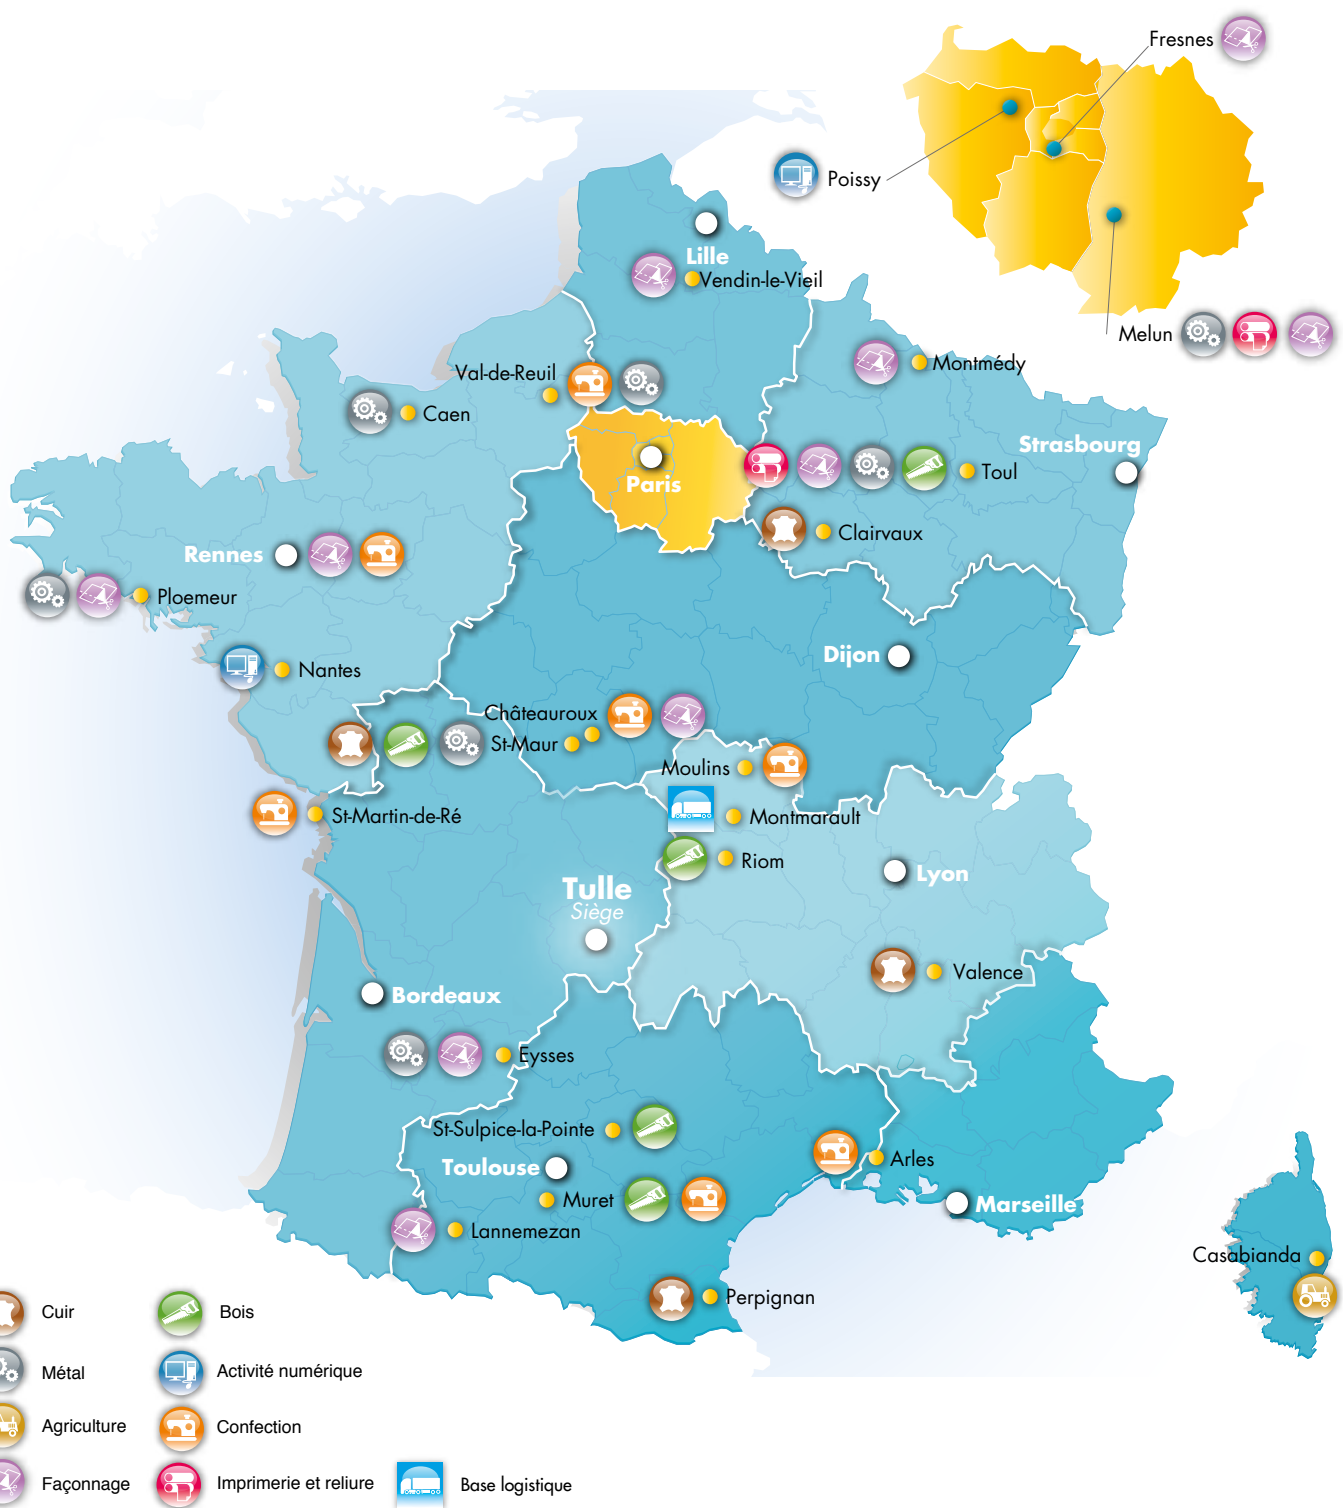 Fresnes
Poissy
Lille
Vendin-le-Vieil
Melun
Montmédy
Val-de-Reuil
Caen
Strasbourg
Paris
Toul
Clairvaux
Rennes
Ploemeur
Dijon
Nantes
Châteauroux
St-Maur
Moulins
St-Martin-de-Ré
Montmarault
Riom
Lyon
Tulle
Siège
Valence
Bordeaux
Eysses
St-Sulpice-la-Pointe
Toulouse
Arles
Muret
Marseille
Lannemezan
Casabianda
Perpignan
Cuir
Bois
Métal
Activité numérique
Agriculture
Confection
Façonnage
Imprimerie et reliure
Base logistique